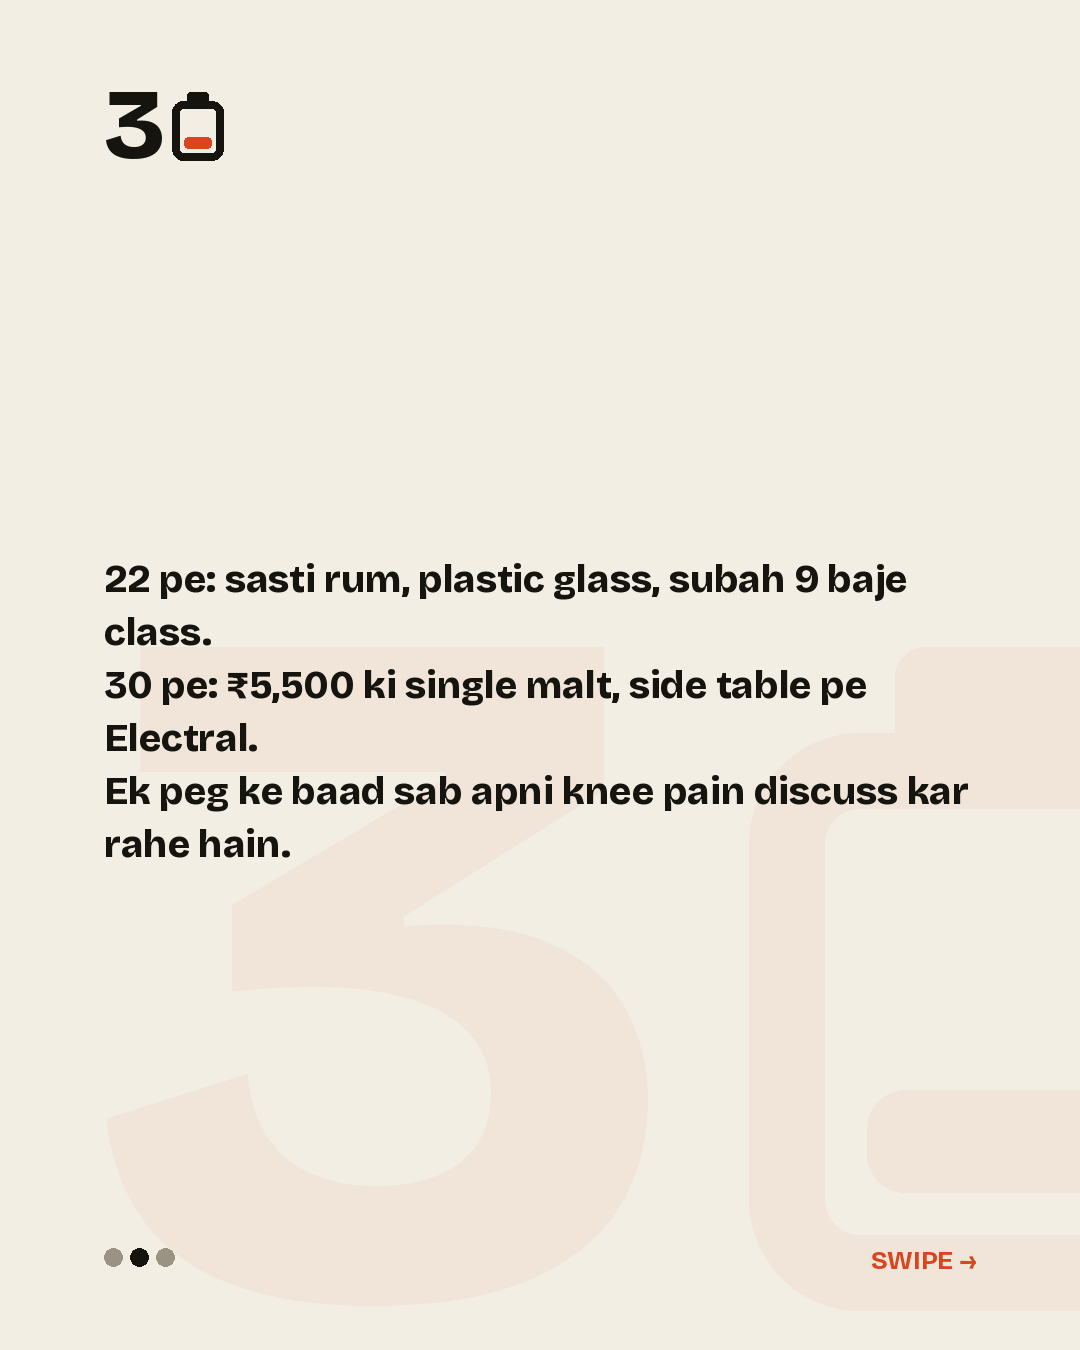 30
22 pe: sasti rum, plastic glass, subah 9 baje
class.
30 pe: ₹5,500 ki single malt, side table pe
Electral.
Ek peg ke baad sab apni knee pain discuss kar
rahe hain.
SWIPE →